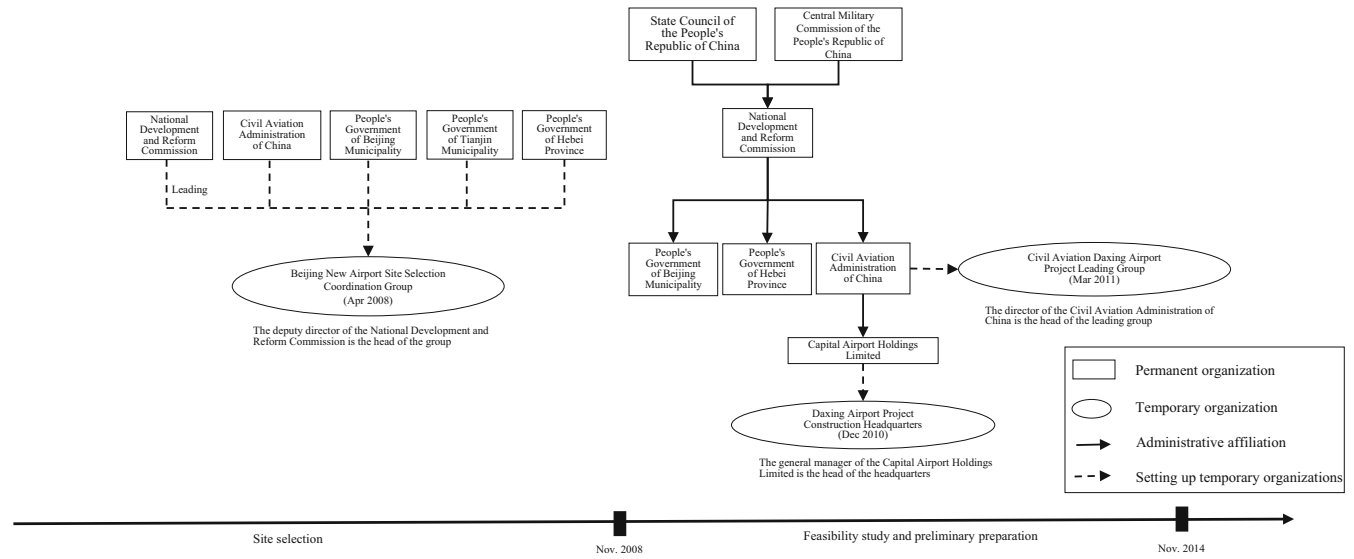 State Council of
the People's
Republic of China
Central Military
Commission of the
People's Republic of
China
National
Development
and Reform
Commission
Civil Aviation
Administration
of China
People's
Government
of Beijing
Municipality
People's
Government
of Tianjin
Municipality
People's
Government
of Hebei
Province
National
Development
and Reform
Commission
Leading
Beijing New Airport Site Selection
Coordination Group
(Apr 2008)
The deputy director of the National Development and
Reform Commission is the head of the group
People's
Government
of Beijing
Municipality
People's
Government
of Hebei
Province
Civil Aviation
Administration
of China
Civil Aviation Daxing Airport
Project Leading Group
(Mar 2011)
The director of the Civil Aviation Administration of
China is the head of the leading group
Capital Airport Holdings
Limited
Daxing Airport Project
Construction Headquarters
(Dec 2010)
The general manager of the Capital Airport Holdings
Limited is the head of the headquarters
Permanent organization
Temporary organization
Administrative affiliation
Setting up temporary organizations
Site selection
Nov. 2008
Feasibility study and preliminary preparation
Nov. 2014